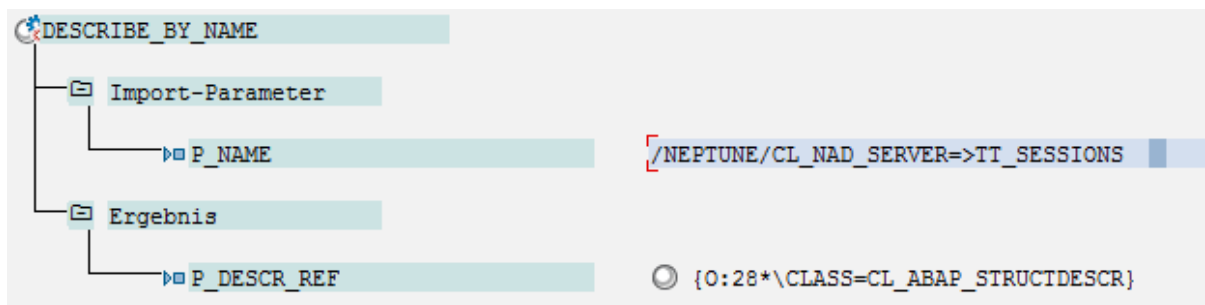 DESCRIBE_BY_NAME
Import-Parameter
P_NAME /NEPTUNE/CL_NAD_SERVER=>TT_SESSIONS
Ergebnis
P_DESCR_REF {O:28*\CLASS=CL_ABAP_STRUCTDESCR}